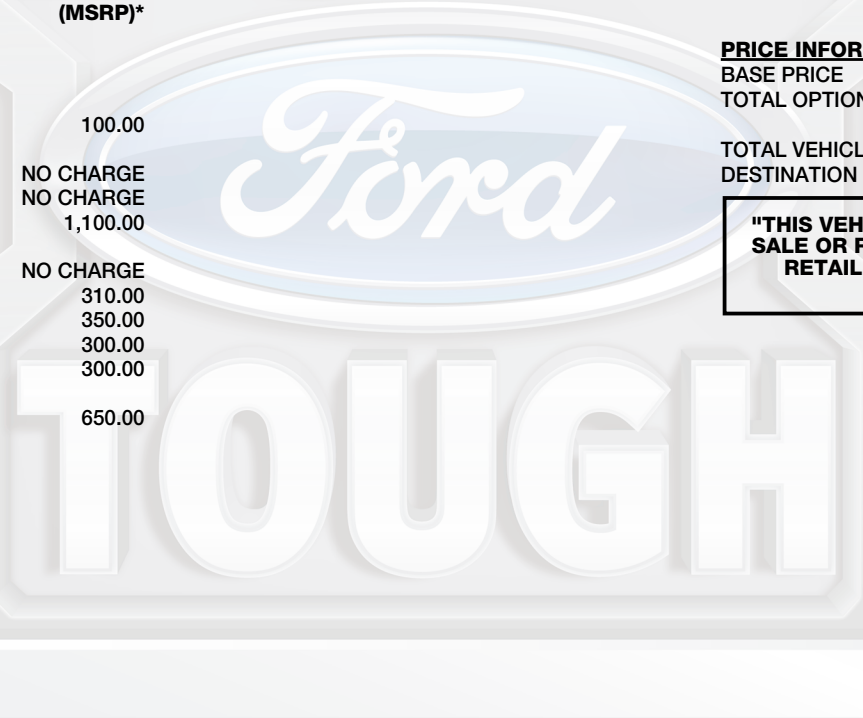 (MSRP)*
100.00
NO CHARGE
NO CHARGE
1,100.00
NO CHARGE
310.00
350.00
300.00
300.00
650.00
PRICE INFOR
BASE PRICE
TOTAL OPTION
TOTAL VEHICL
DESTINATION
"THIS VEH
SALE OR R
RETAIL
Ford
TOUGH